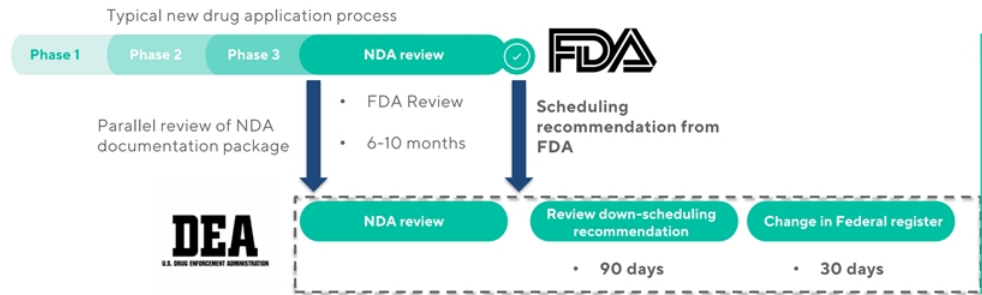 Typical new drug application process
Phase 1
Phase 2
Phase 3
NDA review
FDA
Parallel review of NDA
documentation package
• FDA Review
• 6-10 months
Scheduling
recommendation from
FDA
DEA
U.S. DRUG ENFORCEMENT ADMINISTRATION
NDA review
Review down-scheduling
recommendation
Change in Federal register
• 90 days
• 30 days